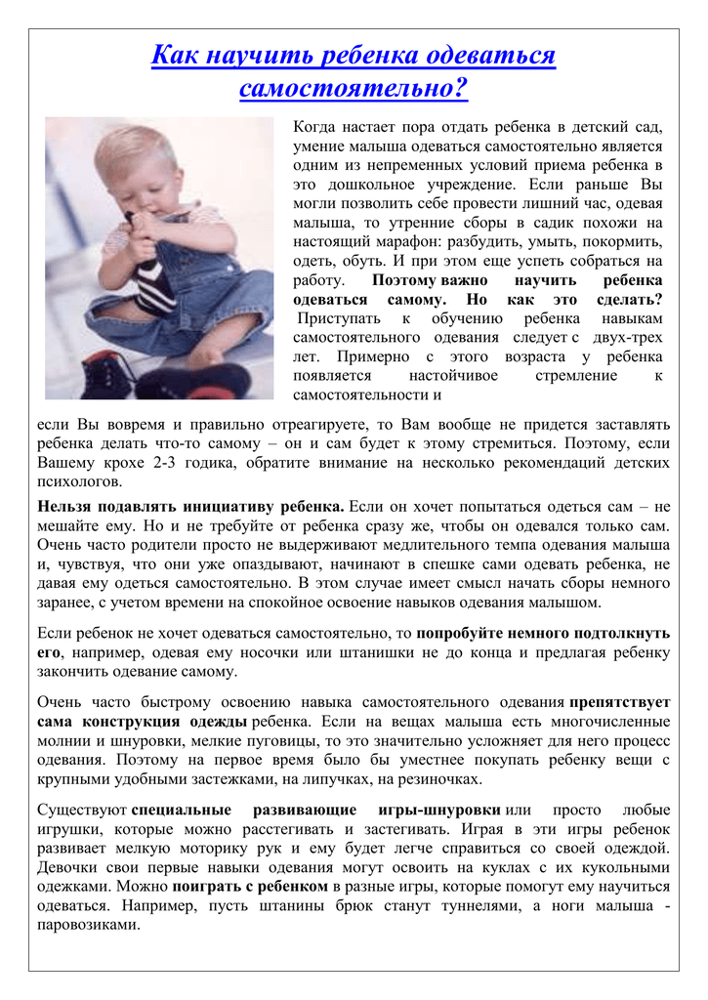 Как научить ребенка одеваться
самостоятельно?
Когда настает пора отдать ребенка в детский сад,
умение малыша одеваться самостоятельно является
одним из непременных условий приема ребенка в
это дошкольное учреждение. Если раньше Вы
могли позволить себе провести лишний час, одевая
малыша, то утренние сборы в садик похожи на
настоящий марафон: разбудить, умыть, покормить,
одеть, обуть. И при этом еще успеть собраться на
работу. Поэтому важно научить ребенка
одеваться самому. Но как это сделать?
Приступать к обучению ребенка навыкам
самостоятельного одевания следует с двух-трех
лет. Примерно с этого возраста у ребенка
появляется настойчивое стремление к
самостоятельности и
если Вы вовремя и правильно отреагируете, то Вам вообще не придется заставлять
ребенка делать что-то самому – он и сам будет к этому стремиться. Поэтому, если
Вашему крохе 2-3 годика, обратите внимание на несколько рекомендаций детских
психологов.
Нельзя подавлять инициативу ребенка. Если он хочет попытаться одеться сам – не
мешайте ему. Но и не требуйте от ребенка сразу же, чтобы он одевался только сам.
Очень часто родители просто не выдерживают медлительного темпа одевания малыша
и, чувствуя, что они уже опаздывают, начинают в спешке сами одевать ребенка, не
давая ему одеться самостоятельно. В этом случае имеет смысл начать сборы немного
заранее, с учетом времени на спокойное освоение навыков одевания малышом.
Если ребенок не хочет одеваться самостоятельно, то попробуйте немного подтолкнуть
его, например, одевая ему носочки или штанишки не до конца и предлагая ребенку
закончить одевание самому.
Очень часто быстрому освоению навыка самостоятельного одевания препятствует
сама конструкция одежды ребенка. Если на вещах малыша есть многочисленные
молнии и шнуровки, мелкие пуговицы, то это значительно усложняет для него процесс
одевания. Поэтому на первое время было бы уместнее покупать ребенку вещи с
крупными удобными застежками, на липучках, на резиночках.
Существуют специальные развивающие игры-шнуровки или просто любые
игрушки, которые можно расстегивать и застегивать. Играя в эти игры ребенок
развивает мелкую моторику рук и ему будет легче справиться со своей одеждой.
Девочки свои первые навыки одевания могут освоить на куклах с их кукольными
одежками. Можно поиграть с ребенком в разные игры, которые помогут ему научиться
одеваться. Например, пусть штанины брюк станут туннелями, а ноги малыша -
паровозиками.